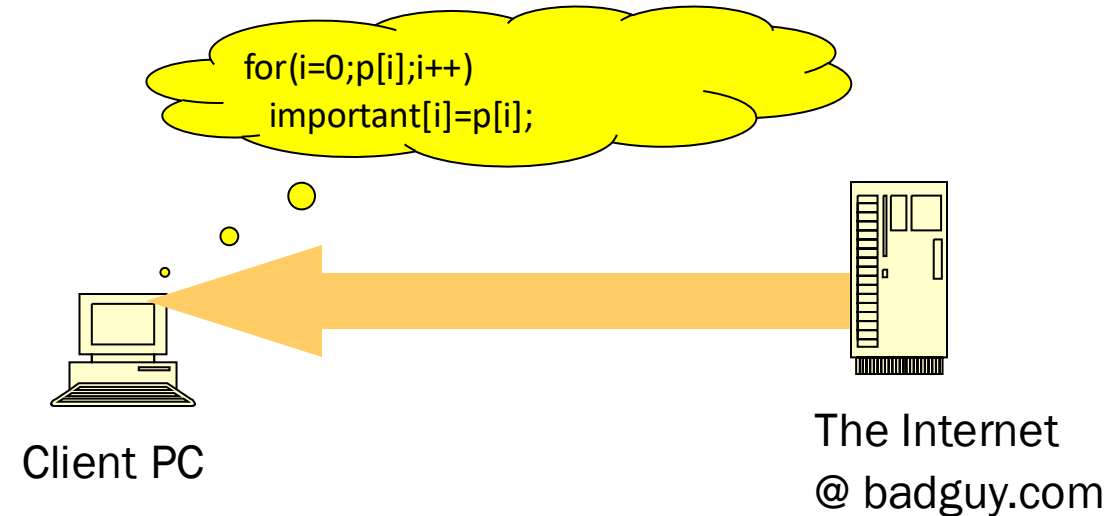 for(i=0;p[i];i++)
important[i]=p[i];
Client PC
The Internet
@ badguy.com